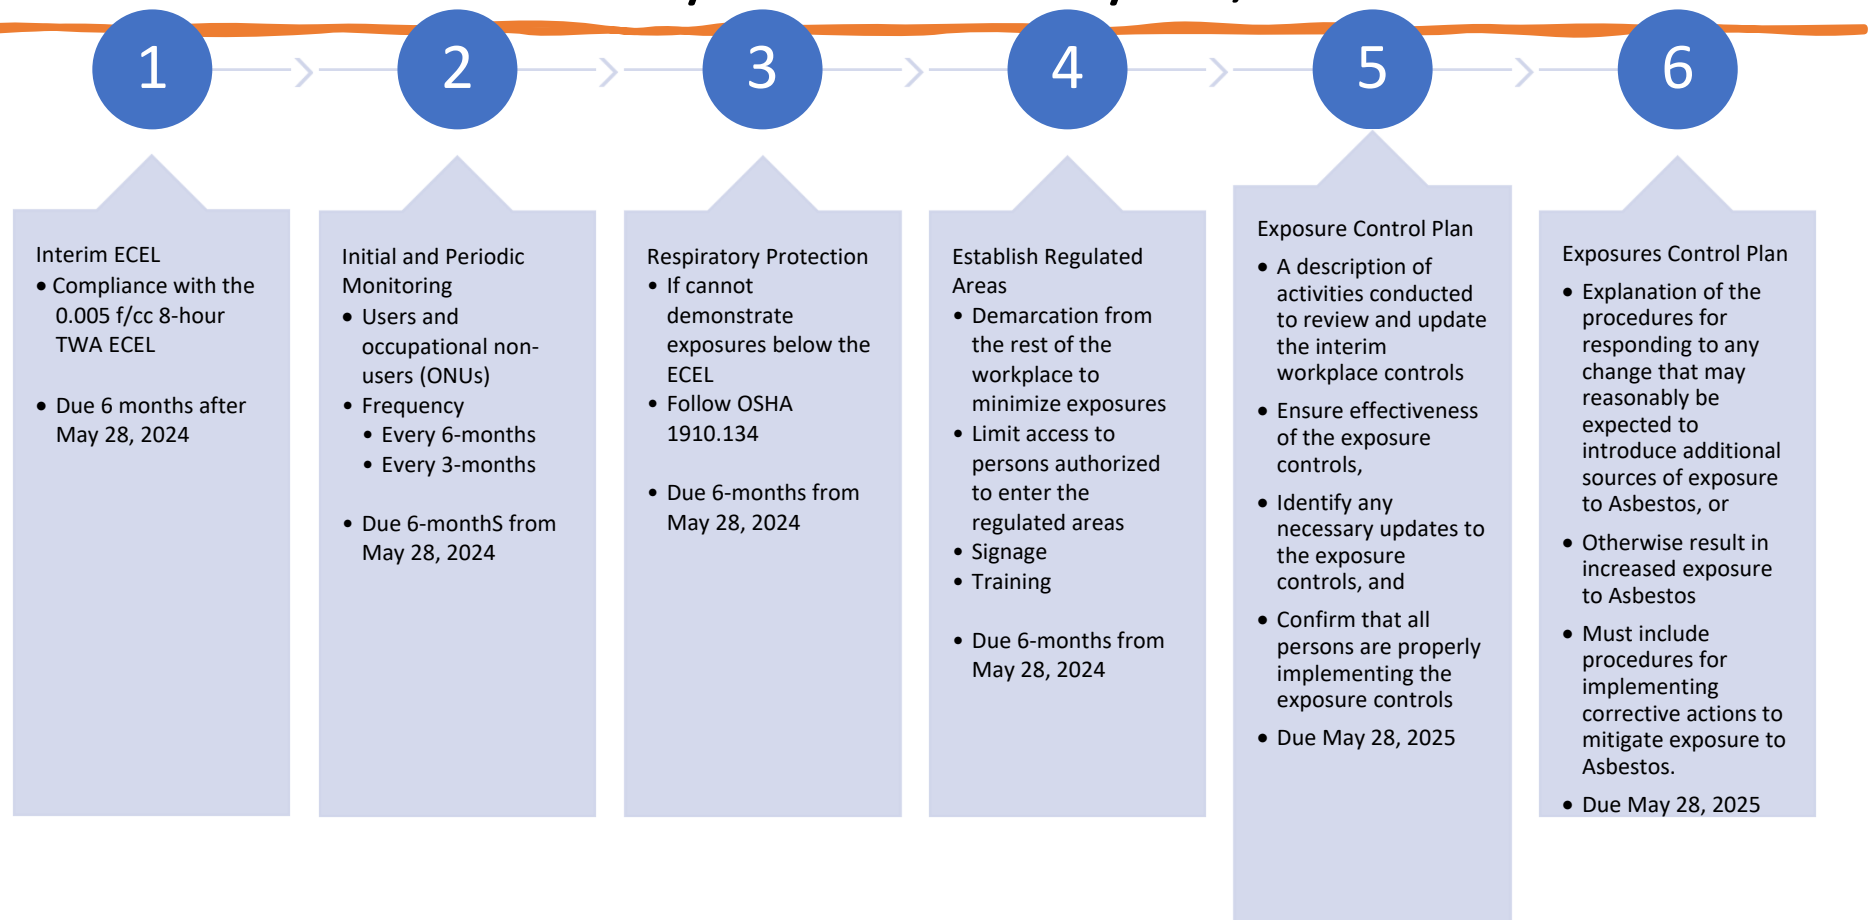 1
2
3
4
5
6
Interim ECEL
• Compliance with the
0.005 f/cc 8-hour
TWA ECEL
• Due 6 months after
May 28, 2024
Initial and Periodic
Monitoring
• Users and
occupational non-
users (ONUs)
• Frequency
• Every 6-months
• Every 3-months
• Due 6-monthS from
May 28, 2024
Respiratory Protection
• If cannot
demonstrate
exposures below the
ECEL
• Follow OSHA
1910.134
• Due 6-months from
May 28, 2024
Establish Regulated
Areas
• Demarcation from
the rest of the
workplace to
minimize exposures
• Limit access to
persons authorized
to enter the
regulated areas
• Signage
• Training
• Due 6-months from
May 28, 2024
Exposure Control Plan
• A description of
activities conducted
to review and update
the interim
workplace controls
• Ensure effectiveness
of the exposure
controls,
• Identify any
necessary updates to
the exposure
controls, and
• Confirm that all
persons are properly
implementing the
exposure controls
• Due May 28, 2025
Exposures Control Plan
• Explanation of the
procedures for
responding to any
change that may
reasonably be
expected to
introduce additional
sources of exposure
to Asbestos, or
• Otherwise result in
increased exposure
to Asbestos
• Must include
procedures for
implementing
corrective actions to
mitigate exposure to
Asbestos.
• Due May 28, 2025